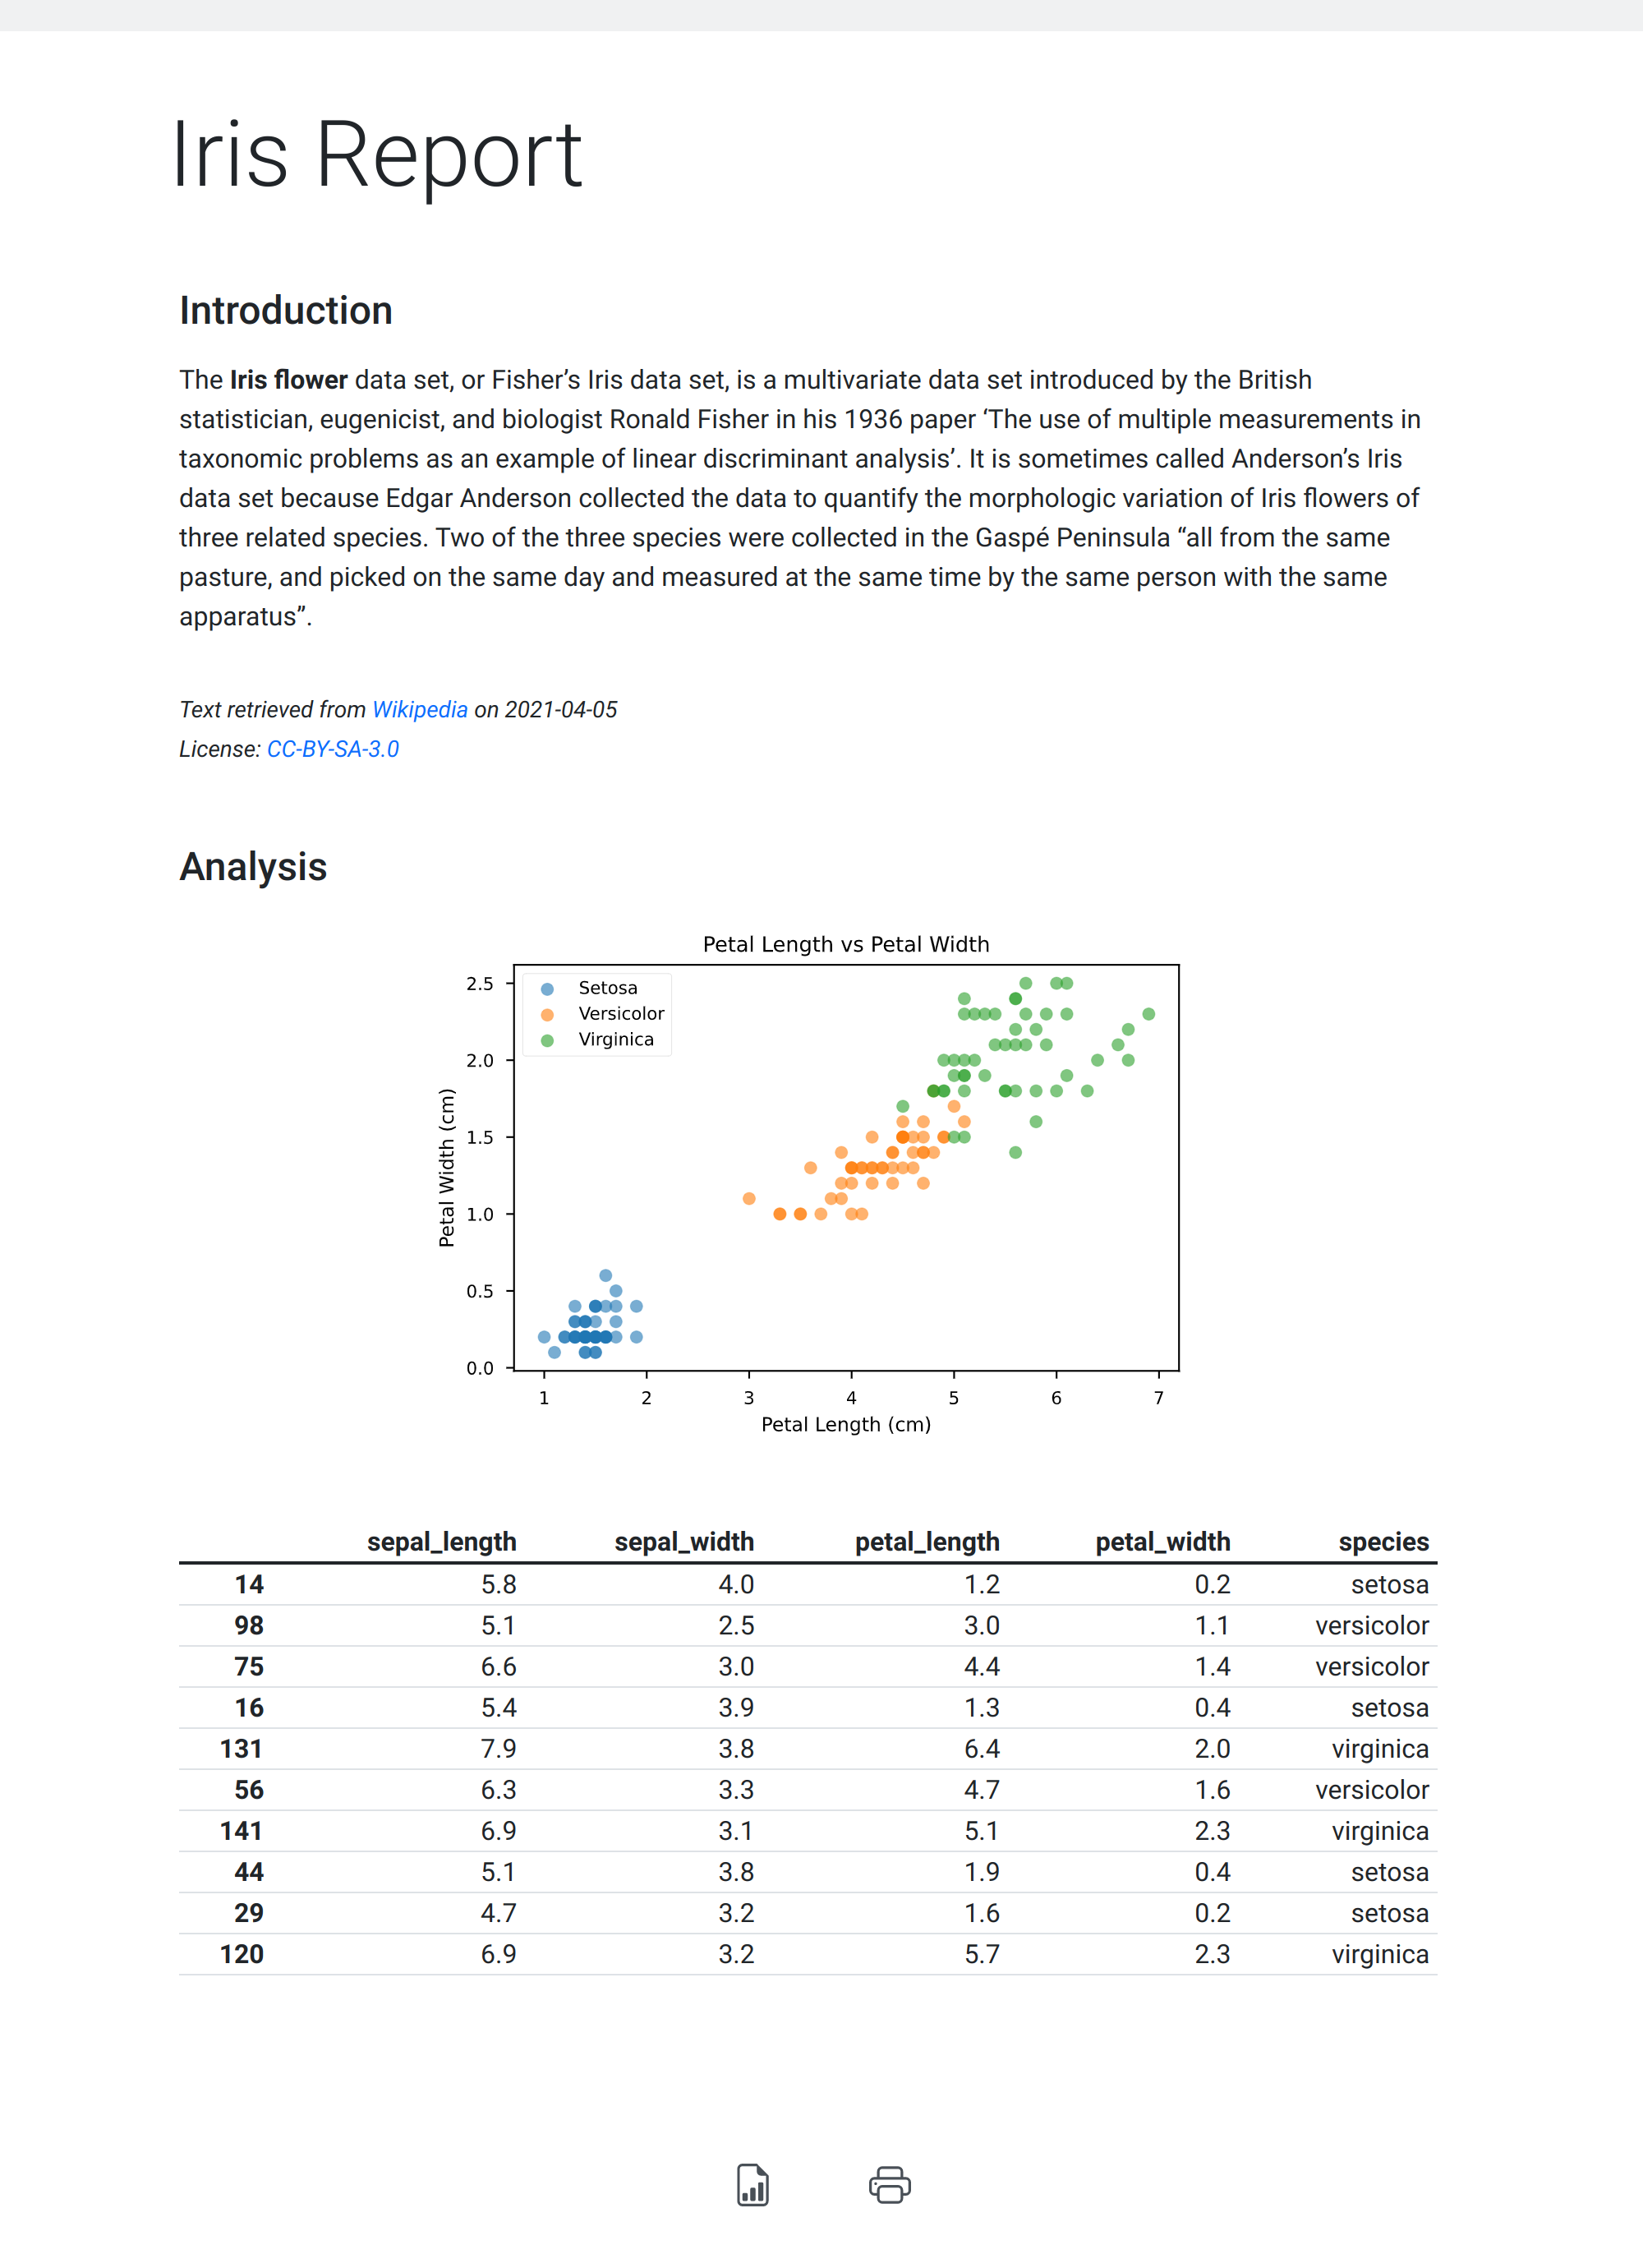 Iris Report
Introduction
The Iris flower data set, or Fisher’s Iris data set, is a multivariate data set introduced by the British
statistician, eugenicist, and biologist Ronald Fisher in his 1936 paper ‘The use of multiple measurements in
taxonomic problems as an example of linear discriminant analysis’. It is sometimes called Anderson’s Iris
data set because Edgar Anderson collected the data to quantify the morphologic variation of Iris flowers of
three related species. Two of the three species were collected in the Gaspé Peninsula “all from the same
pasture, and picked on the same day and measured at the same time by the same person with the same
apparatus”.
Text retrieved from Wikipedia on 2021-04-05
License: CC-BY-SA-3.0
Analysis
Petal Length vs Petal Width
Setosa
Versicolor
Virginica
Petal Width (cm)
2.5
2.0
1.5
1.0
0.5
0.0
1 2 3 4 5 6 7
Petal Length (cm)
sepal_length sepal_width petal_length petal_width species
14 5.8 4.0 1.2 0.2 setosa
98 5.1 2.5 3.0 1.1 versicolor
75 6.6 3.0 4.4 1.4 versicolor
16 5.4 3.9 1.3 0.4 setosa
131 7.9 3.8 6.4 2.0 virginica
56 6.3 3.3 4.7 1.6 versicolor
141 6.9 3.1 5.1 2.3 virginica
44 5.1 3.8 1.9 0.4 setosa
29 4.7 3.2 1.6 0.2 setosa
120 6.9 3.2 5.7 2.3 virginica